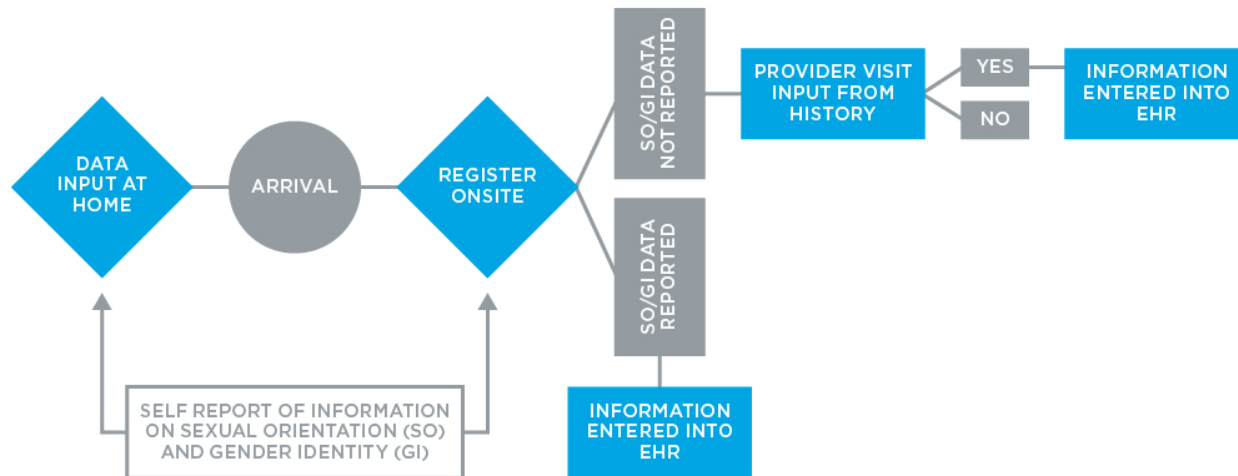 DATA
INPUT AT
HOME
ARRIVAL
REGISTER
ONSITE
SO/GI DATA
NOT REPORTED
PROVIDER VISIT
INPUT FROM
HISTORY
YES
NO
INFORMATION
ENTERED INTO
EHR
SO/GI DATA
REPORTED
INFORMATION
ENTERED INTO
EHR
SELF REPORT OF INFORMATION
ON SEXUAL ORIENTATION (SO)
AND GENDER IDENTITY (GI)